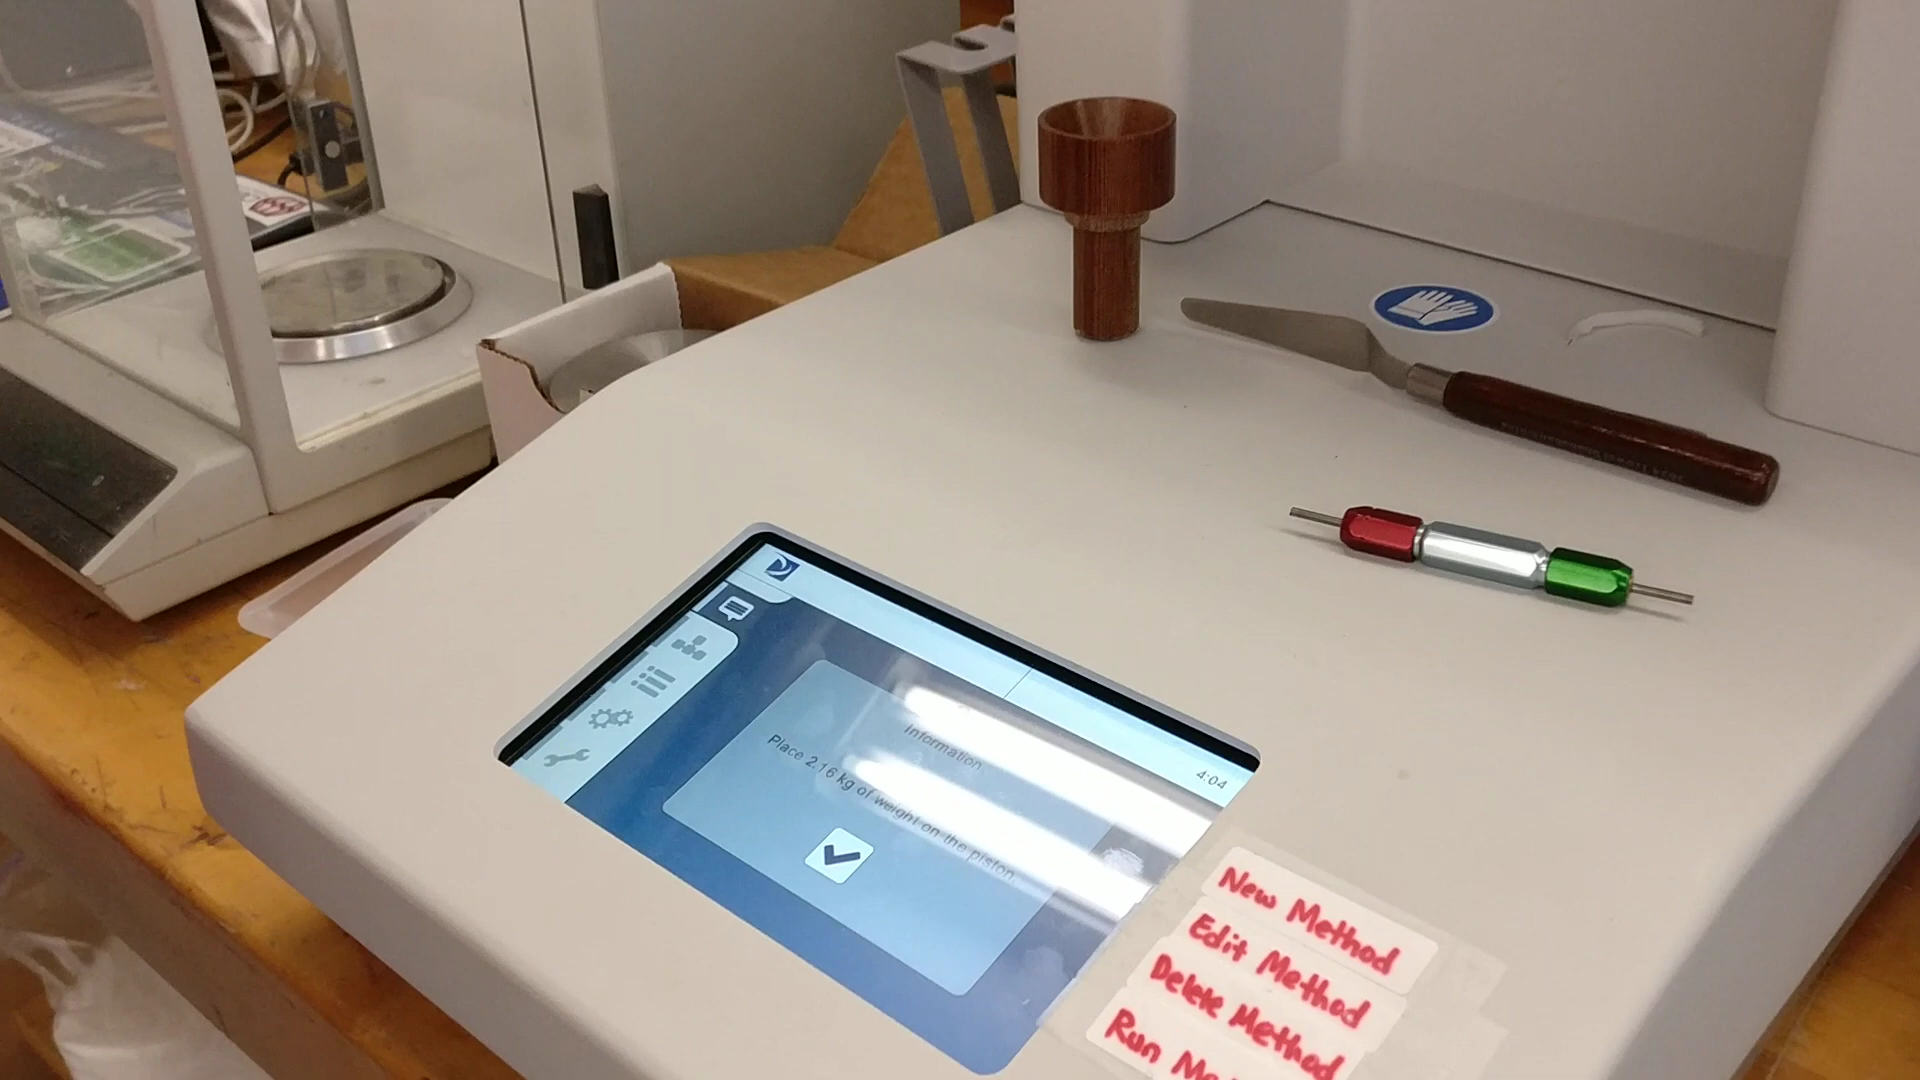 Information
Place 2.16 kg of weight on the piston.
4:04
New Method
Edit Method
Delete Method
Run